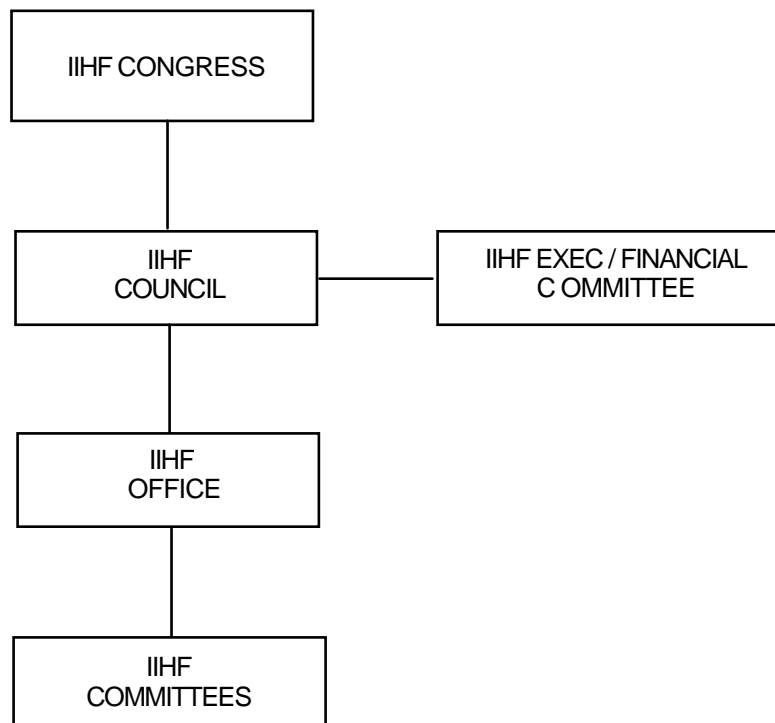 IIHF CONGRESS
IIHF
COUNCIL
IIHF EXEC / FINANCIAL
C OMMITTEE
IIHF
OFFICE
IIHF
COMMITTEES